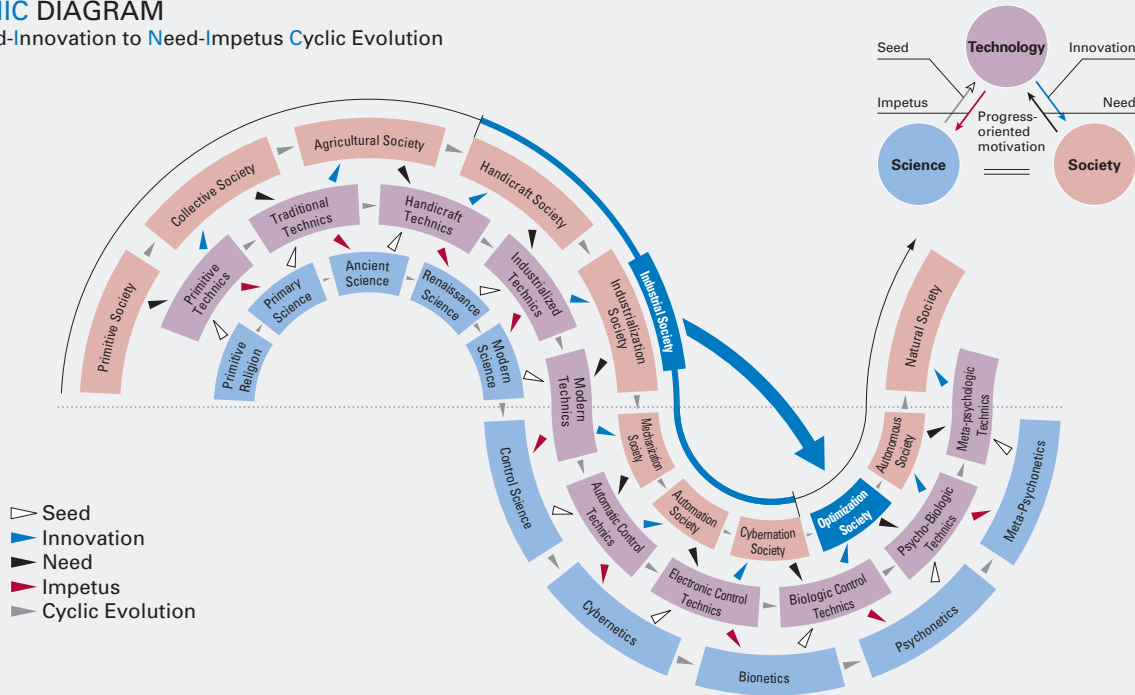 IIC DIAGRAM
d-Innovation to Need-Impetus Cyclic Evolution
Seed
Technology
Innovation
Impetus
Need
Progress-
oriented
motivation
Science
Society
Primitive Society
Collective Society
Agricultural Society
Handicraft Society
Industrialization
Society
Industrial Society
Mechanization
Society
Automation
Society
Cybernation
Society
Optimization
Society
Autonomous
Society
Natural Society
Primitive
Technics
Traditional
Technics
Handicraft
Technics
Industrialized
Technics
Modern
Technics
Automatic Control
Technics
Electronic Control
Technics
Biologic Control
Technics
Psycho-Biologic
Technics
Meta-psychologic
Technics
Primitive
Religion
Primary
Science
Ancient
Science
Renaissance
Science
Modern
Science
Control Science
Cybernetics
Bionetics
Psychonetics
Meta-Psychonetics
Seed
Innovation
Need
Impetus
Cyclic Evolution